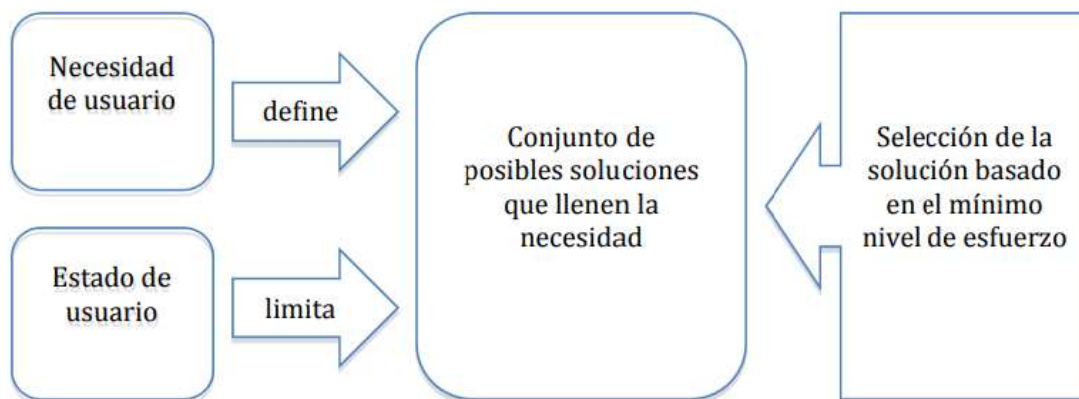 Necesidad
de usuario
define
Estado de
usuario
limita
Conjunto de
posibles soluciones
que llenen la
necesidad
Selección de la
solución basado
en el mínimo
nivel de esfuerzo